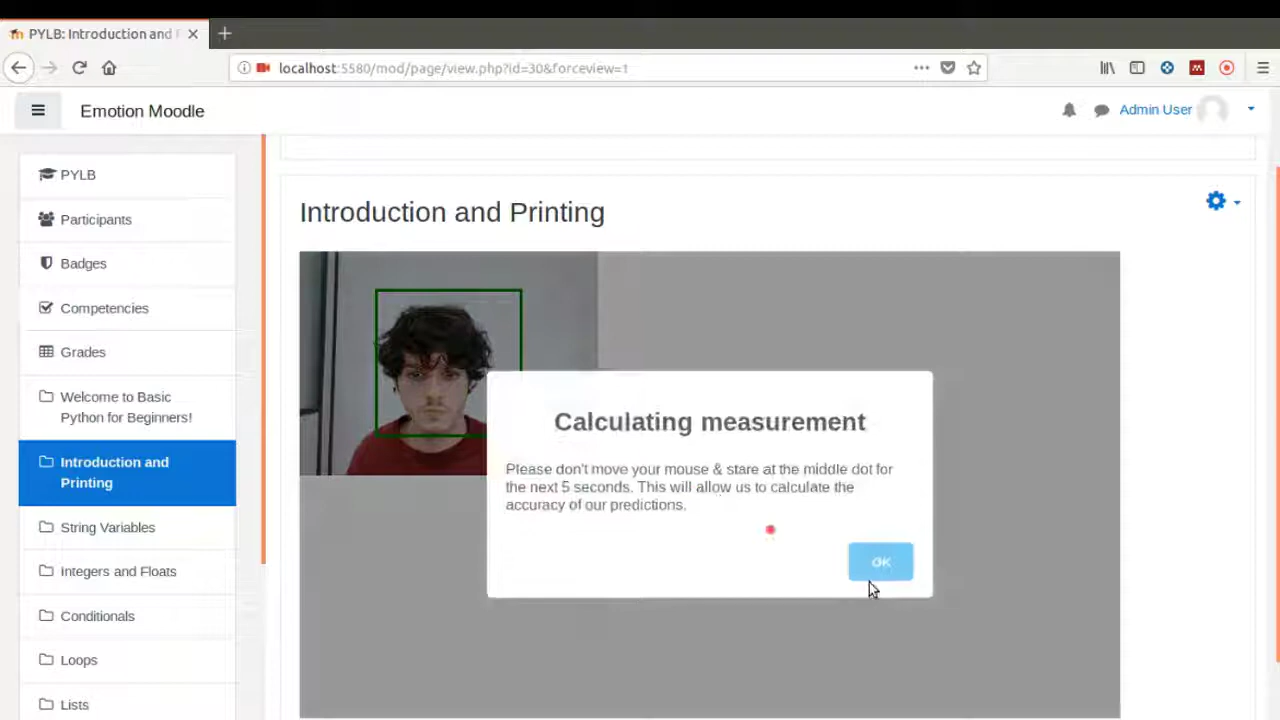 PYLB: Introduction and
localhost:5580/mod/page/view.php?id=30&forceview=1
Emotion Moodle
Admin User
PYLB
Participants
Badges
Competencies
Grades
Welcome to Basic
Python for Beginners!
Introduction and
Printing
String Variables
Integers and Floats
Conditionals
Loops
Lists
Introduction and Printing
Calculating measurement
Please don't move your mouse & stare at the middle dot for
the next 5 seconds. This will allow us to calculate the
accuracy of our predictions.
OK